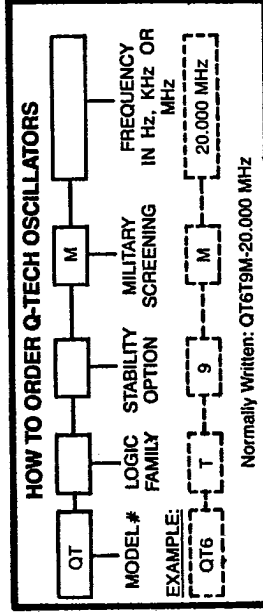 HOW TO ORDER Q-TECH OSCILLATORS
QT M
MODEL# LOGIC FAMILY STABILITY OPTION MILITARY SCREENING FREQUENCY IN Hz, KHz OR MHz
EXAMPLE:
QT6 T 9 M 20.000 MHz
Normally Written: QT6T9M-20.000 MHz